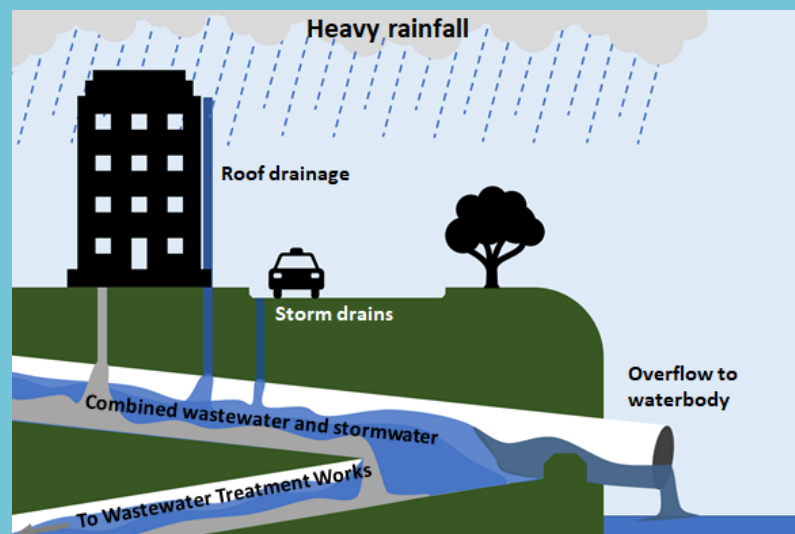 Heavy rainfall
Roof drainage
Storm drains
Overflow to
waterbody
Combined wastewater and stormwater
To Wastewater Treatment Works